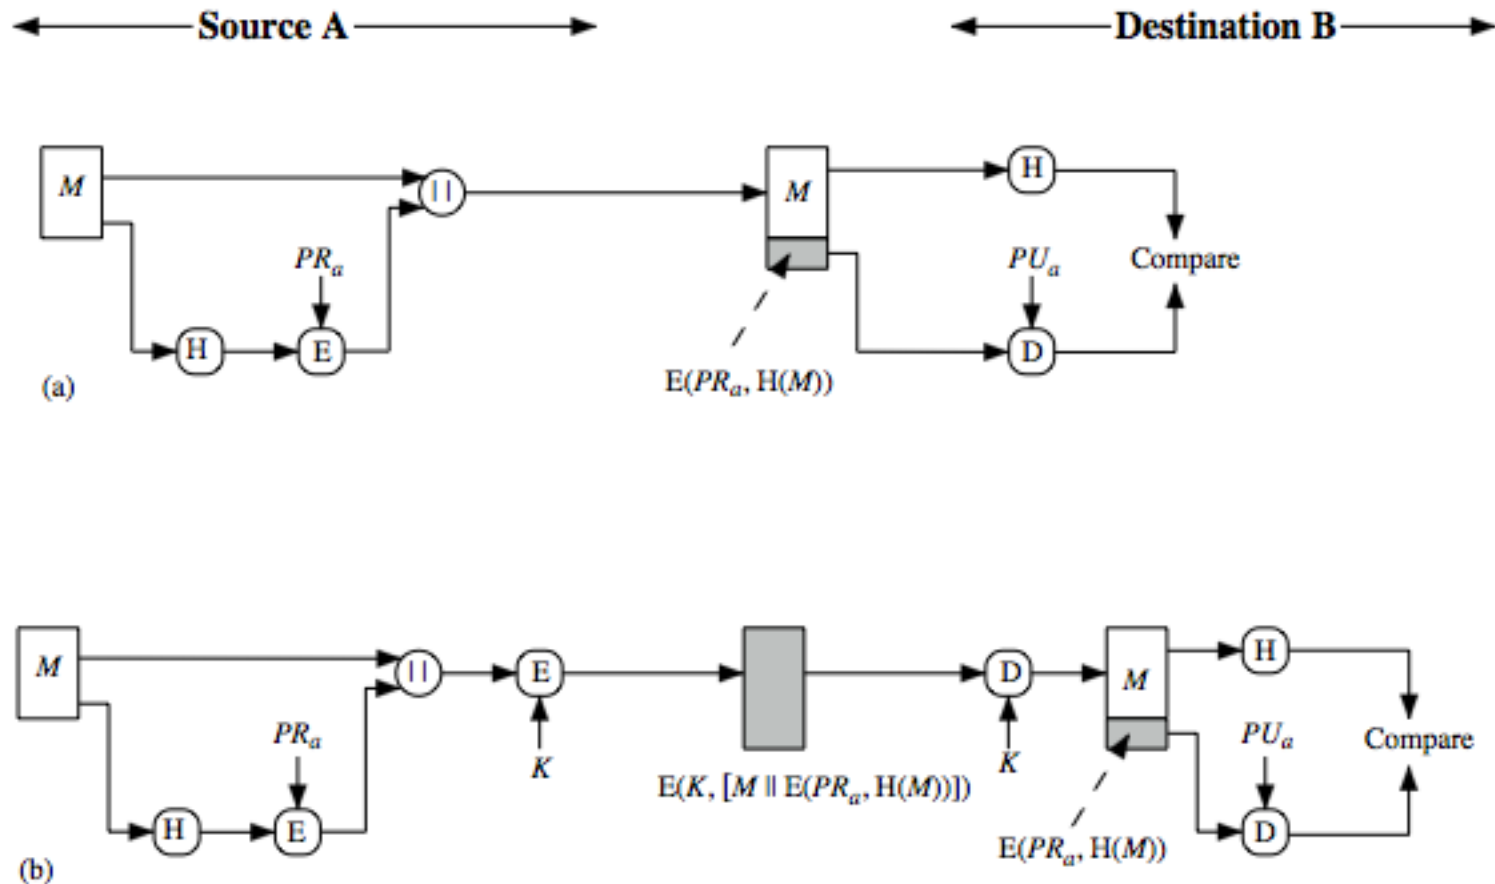 Source A
Destination B
M
||
M
H
PRₐ
PUₐ
Compare
H
E
D
E(PRₐ, H(M))
(a)
M
||
E
D
M
H
PRₐ
K
K
PUₐ
Compare
E(K, [M || E(PRₐ, H(M))])
H
E
D
E(PRₐ, H(M))
(b)